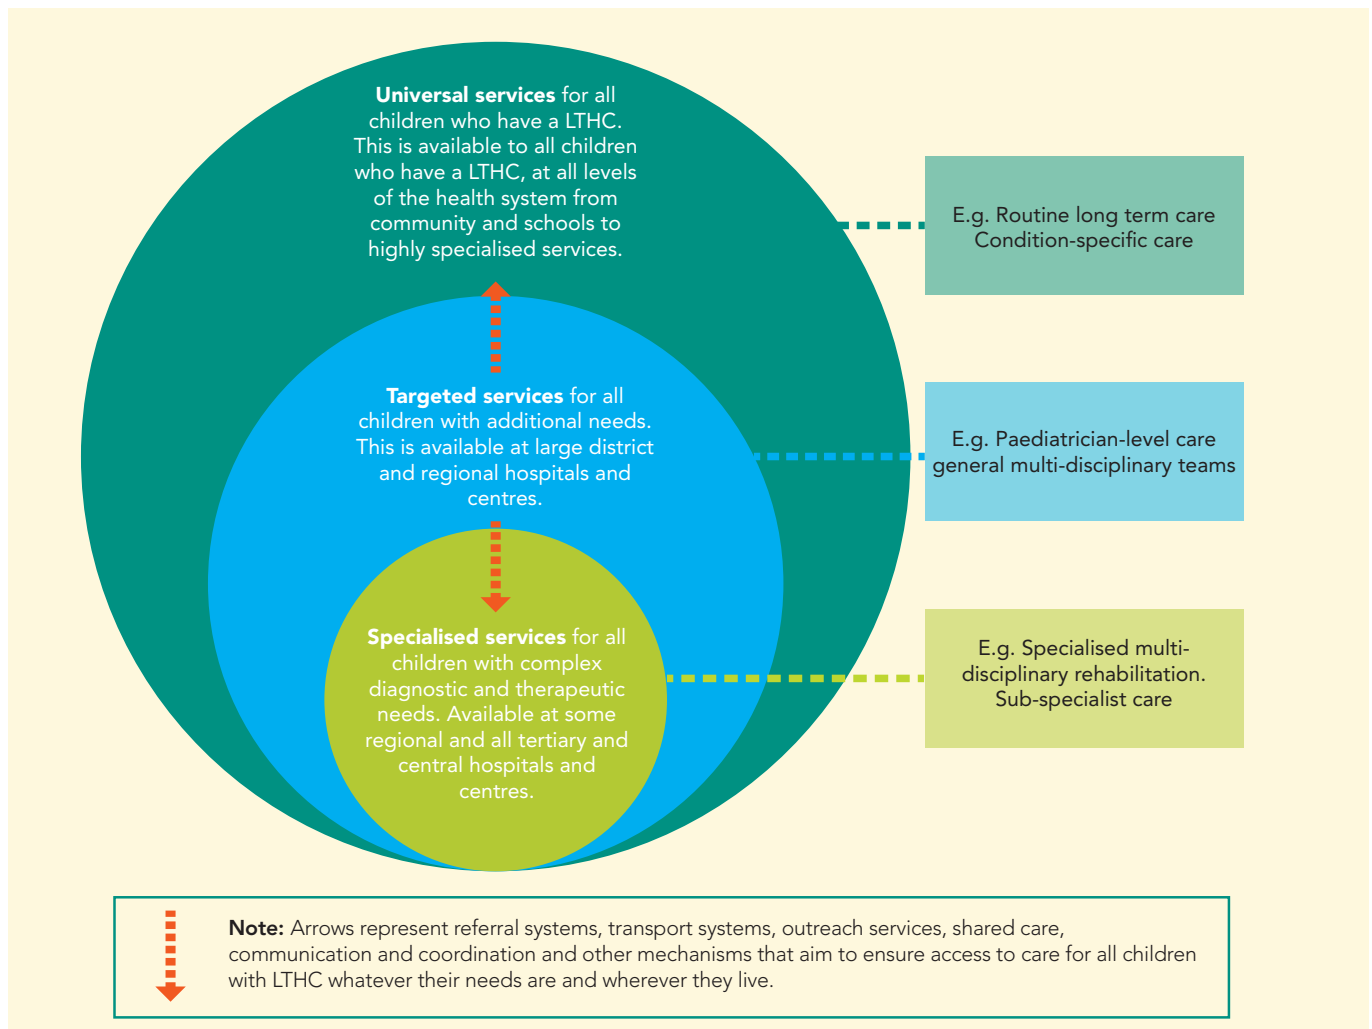 Universal services for all
children who have a LTHC.
This is available to all children
who have a LTHC, at all levels
of the health system from
community and schools to
highly specialised services.
E.g. Routine long term care
Condition-specific care
Targeted services for all
children with additional needs.
This is available at large district
and regional hospitals and
centres.
E.g. Paediatrician-level care
general multi-disciplinary teams
Specialised services for all
children with complex
diagnostic and therapeutic
needs. Available at some
regional and all tertiary and
central hospitals and
centres.
E.g. Specialised multi-
disciplinary rehabilitation.
Sub-specialist care
Note: Arrows represent referral systems, transport systems, outreach services, shared care,
communication and coordination and other mechanisms that aim to ensure access to care for all children
with LTHC whatever their needs are and wherever they live.